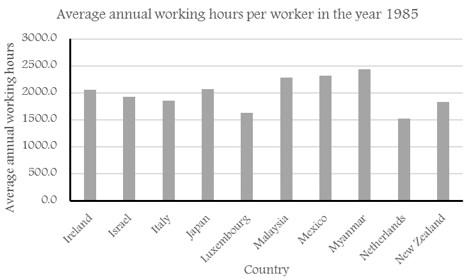 Average annual working hours per worker in the year 1985
Average annual working hours
3000.0
2500.0
2000.0
1500.0
1000.0
500.0
0.0
Ireland
Israel
Italy
Japan
Luxembourg
Malaysia
Mexico
Myanmar
Netherlands
New Zealand
Country